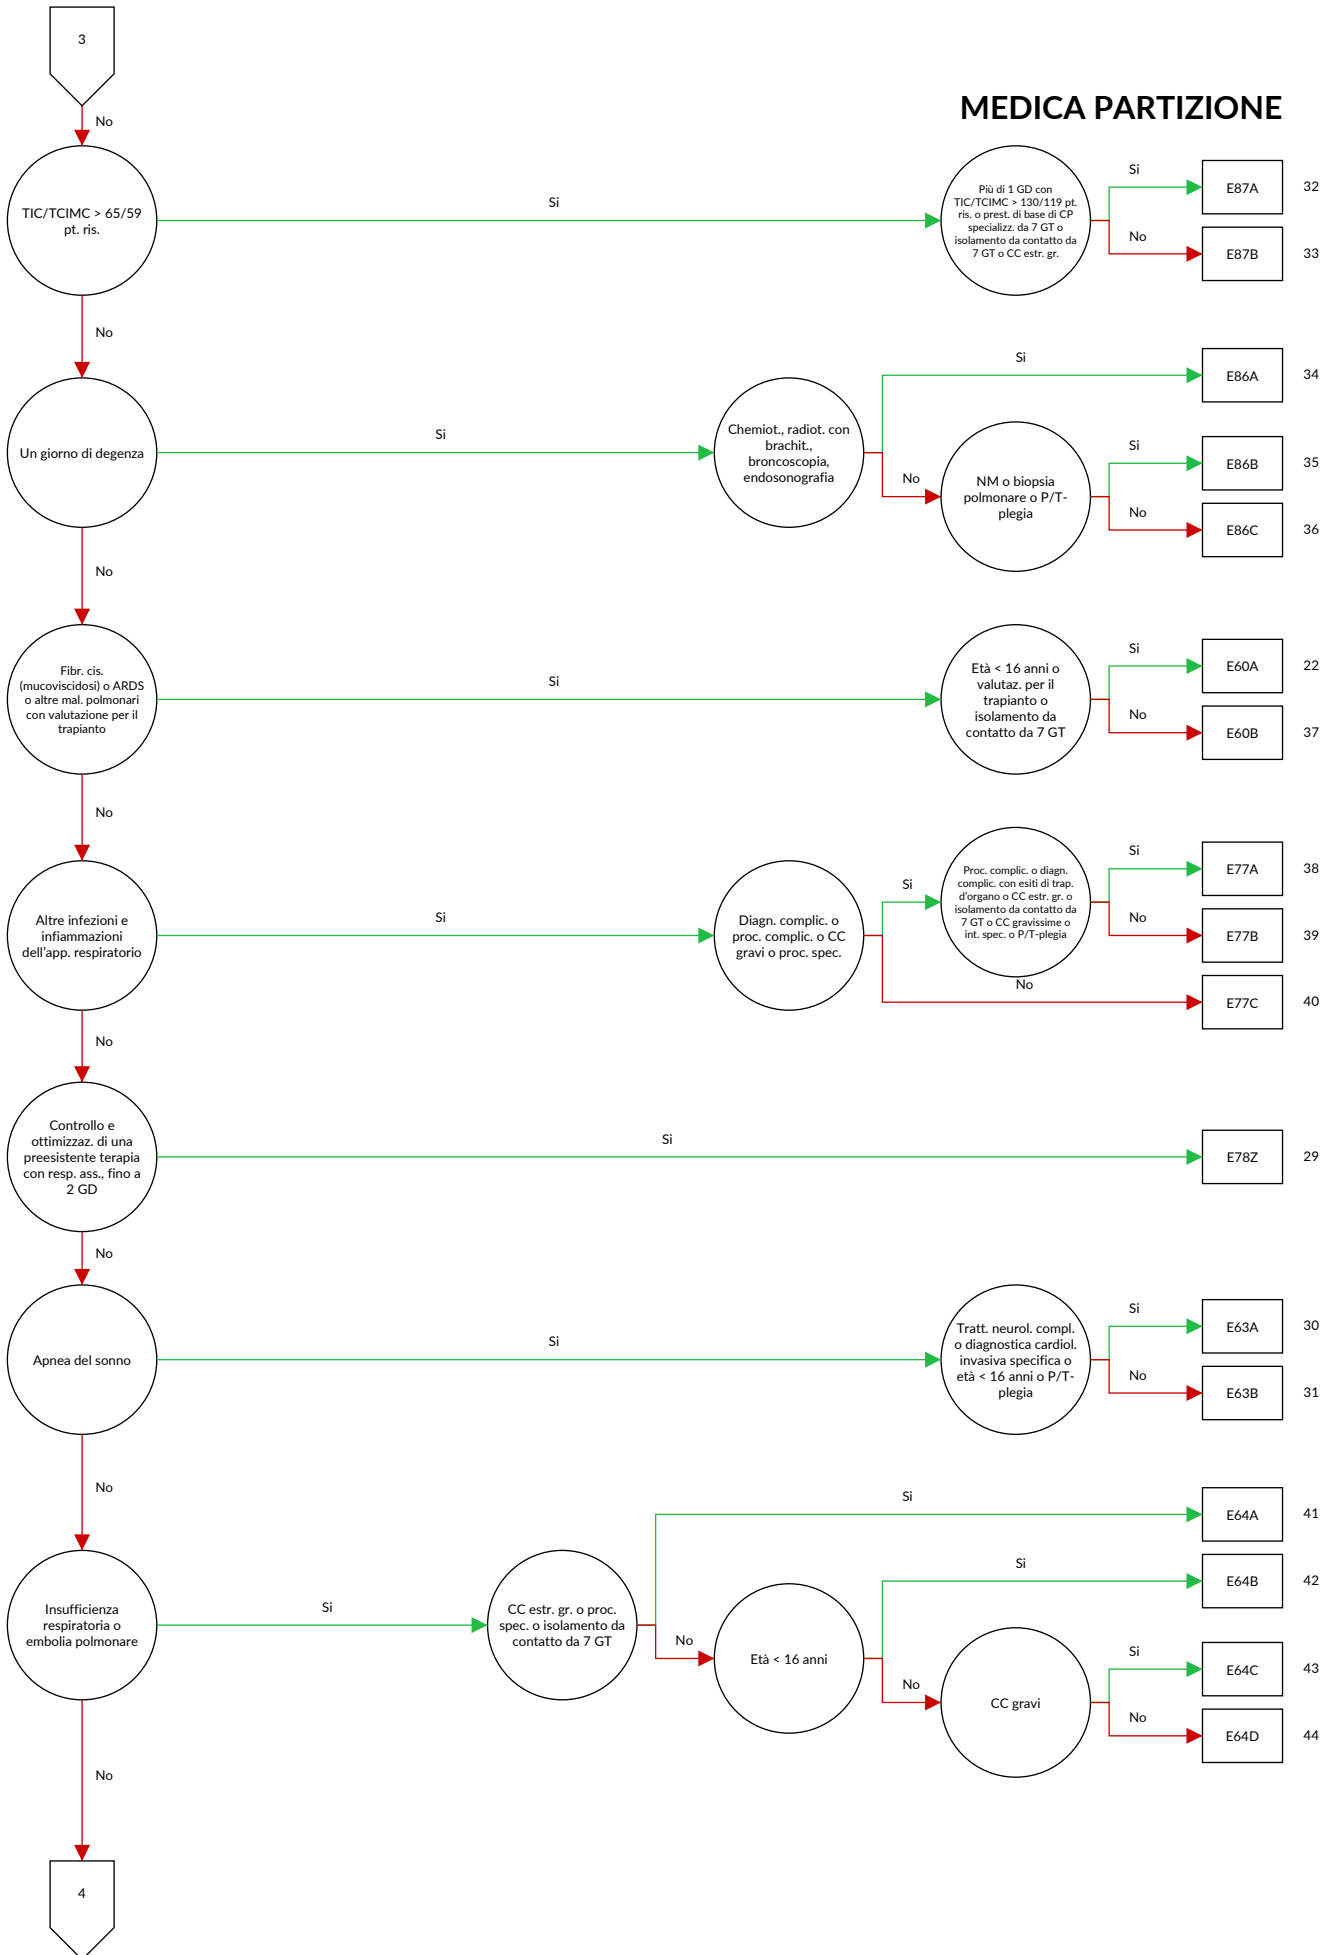 3
No
MEDICA PARTIZIONE
TIC/TCIMC > 65/59
pt. ris.
Si
Più di 1 GD con
TIC/TCIMC > 130/119 pt.
ris. o prest. di base di CP
specializz. da 7 GT o
isolamento da contatto da
7 GT o CC estr. gr.
Si
E87A
32
No
E87B
33
No
Un giorno di degenza
Si
Chemiot., radiot. con
brachit.,
broncoscopia,
endosonografia
Si
E86A
34
No
NM o biopsia
polmonare o P/T-
plegia
Si
E86B
35
No
E86C
36
No
Fibr. cis.
(mucoviscidosi) o ARDS
o altre mal. polmonari
con valutazione per il
trapianto
Si
Età < 16 anni o
valutaz. per il
trapianto o
isolamento da
contatto da 7 GT
Si
E60A
22
No
E60B
37
No
Altre infezioni e
infiammazioni
dell'app. respiratorio
Si
Diagn. complic. o
proc. complic. o CC
gravi o proc. spec.
Si
Proc. complic. o diagn.
complic. con esiti di trap.
d'organo o CC estr. gr. o
isolamento da contatto da
7 GT o CC gravissime o
int. spec. o P/T-plegia
Si
E77A
38
No
E77B
39
No
E77C
40
No
Controllo e
ottimizzaz. di una
preesistente terapia
con resp. ass., fino a
2 GD
Si
E78Z
29
No
Apnea del sonno
Si
Tratt. neurol. compl.
o diagnostica cardiol.
invasiva specifica o
età < 16 anni o P/T-
plegia
Si
E63A
30
No
E63B
31
No
Insufficienza
respiratoria o
embolia polmonare
Si
CC estr. gr. o proc.
spec. o isolamento da
contatto da 7 GT
Si
E64A
41
No
Età < 16 anni
Si
E64B
42
No
CC gravi
Si
E64C
43
No
E64D
44
No
4